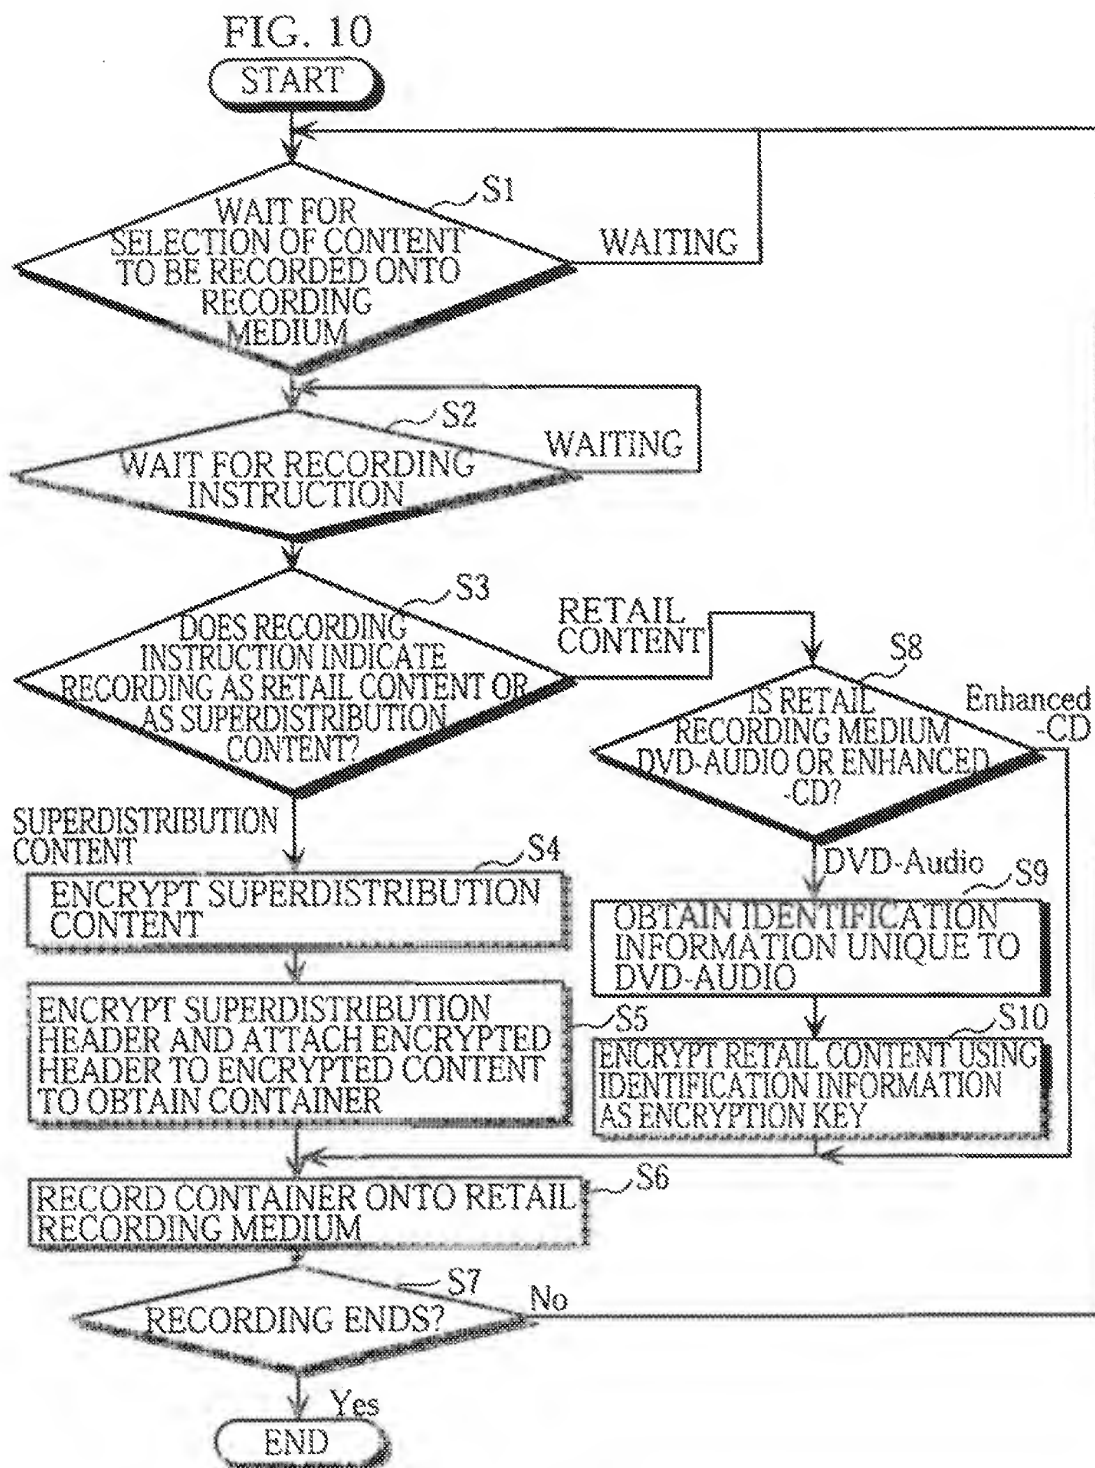 FIG. 10
START
S1
WAIT FOR
SELECTION OF CONTENT
TO BE RECORDED ONTO
RECORDING
MEDIUM
WAITING
S2
WAIT FOR RECORDING
INSTRUCTION
WAITING
S3
DOES RECORDING
INSTRUCTION INDICATE
RECORDING AS RETAIL CONTENT OR
AS SUPERDISTRIBUTION
CONTENT?
RETAIL
CONTENT
S8
IS RETAIL
RECORDING MEDIUM
DVD-AUDIO OR ENHANCED
-CD?
Enhanced
-CD
SUPERDISTRIBUTION
CONTENT
S4
ENCRYPT SUPERDISTRIBUTION
CONTENT
DVD-Audio
S9
OBTAIN IDENTIFICATION
INFORMATION UNIQUE TO
DVD-AUDIO
ENCRYPT SUPERDISTRIBUTION
HEADER AND ATTACH ENCRYPTED
HEADER TO ENCRYPTED CONTENT
TO OBTAIN CONTAINER
S5
S10
ENCRYPT RETAIL CONTENT USING
IDENTIFICATION INFORMATION
AS ENCRYPTION KEY
S6
RECORD CONTAINER ONTO RETAIL
RECORDING MEDIUM
S7
RECORDING ENDS?
No
Yes
END